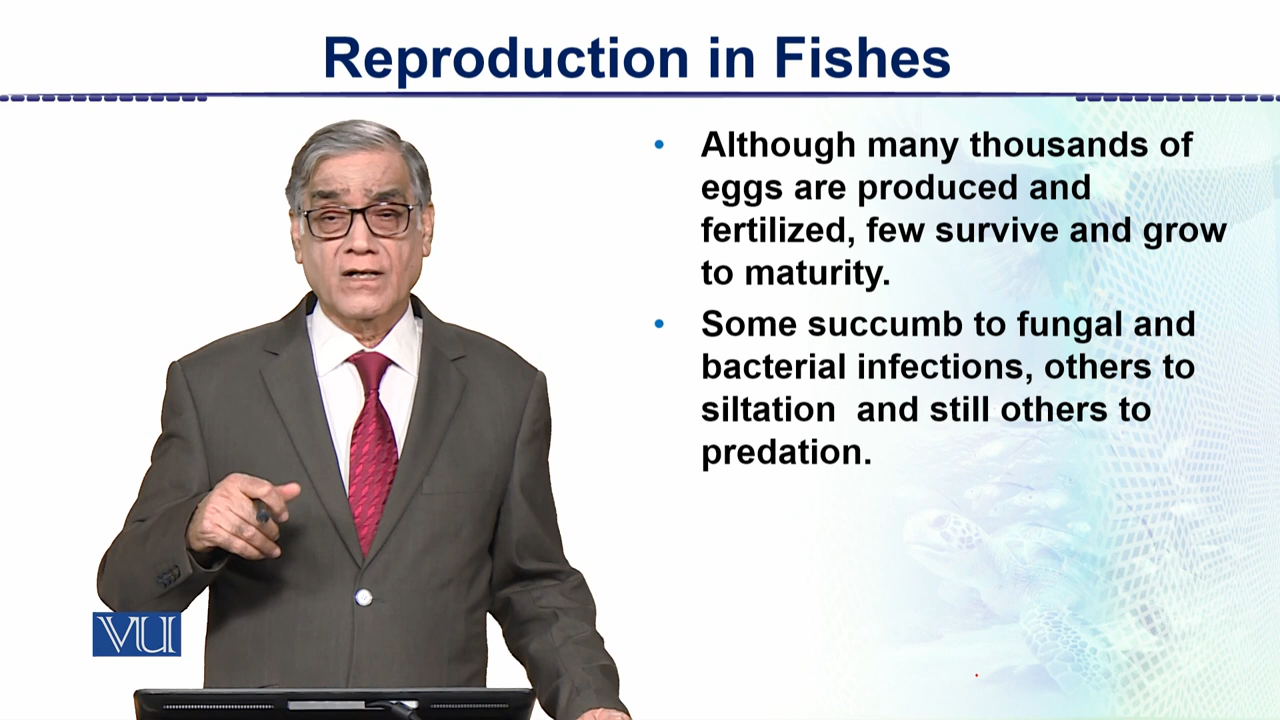 Reproduction in Fishes
• Although many thousands of
eggs are produced and
fertilized, few survive and grow
to maturity.
• Some succumb to fungal and
bacterial infections, others to
siltation  and still others to
predation.
VU